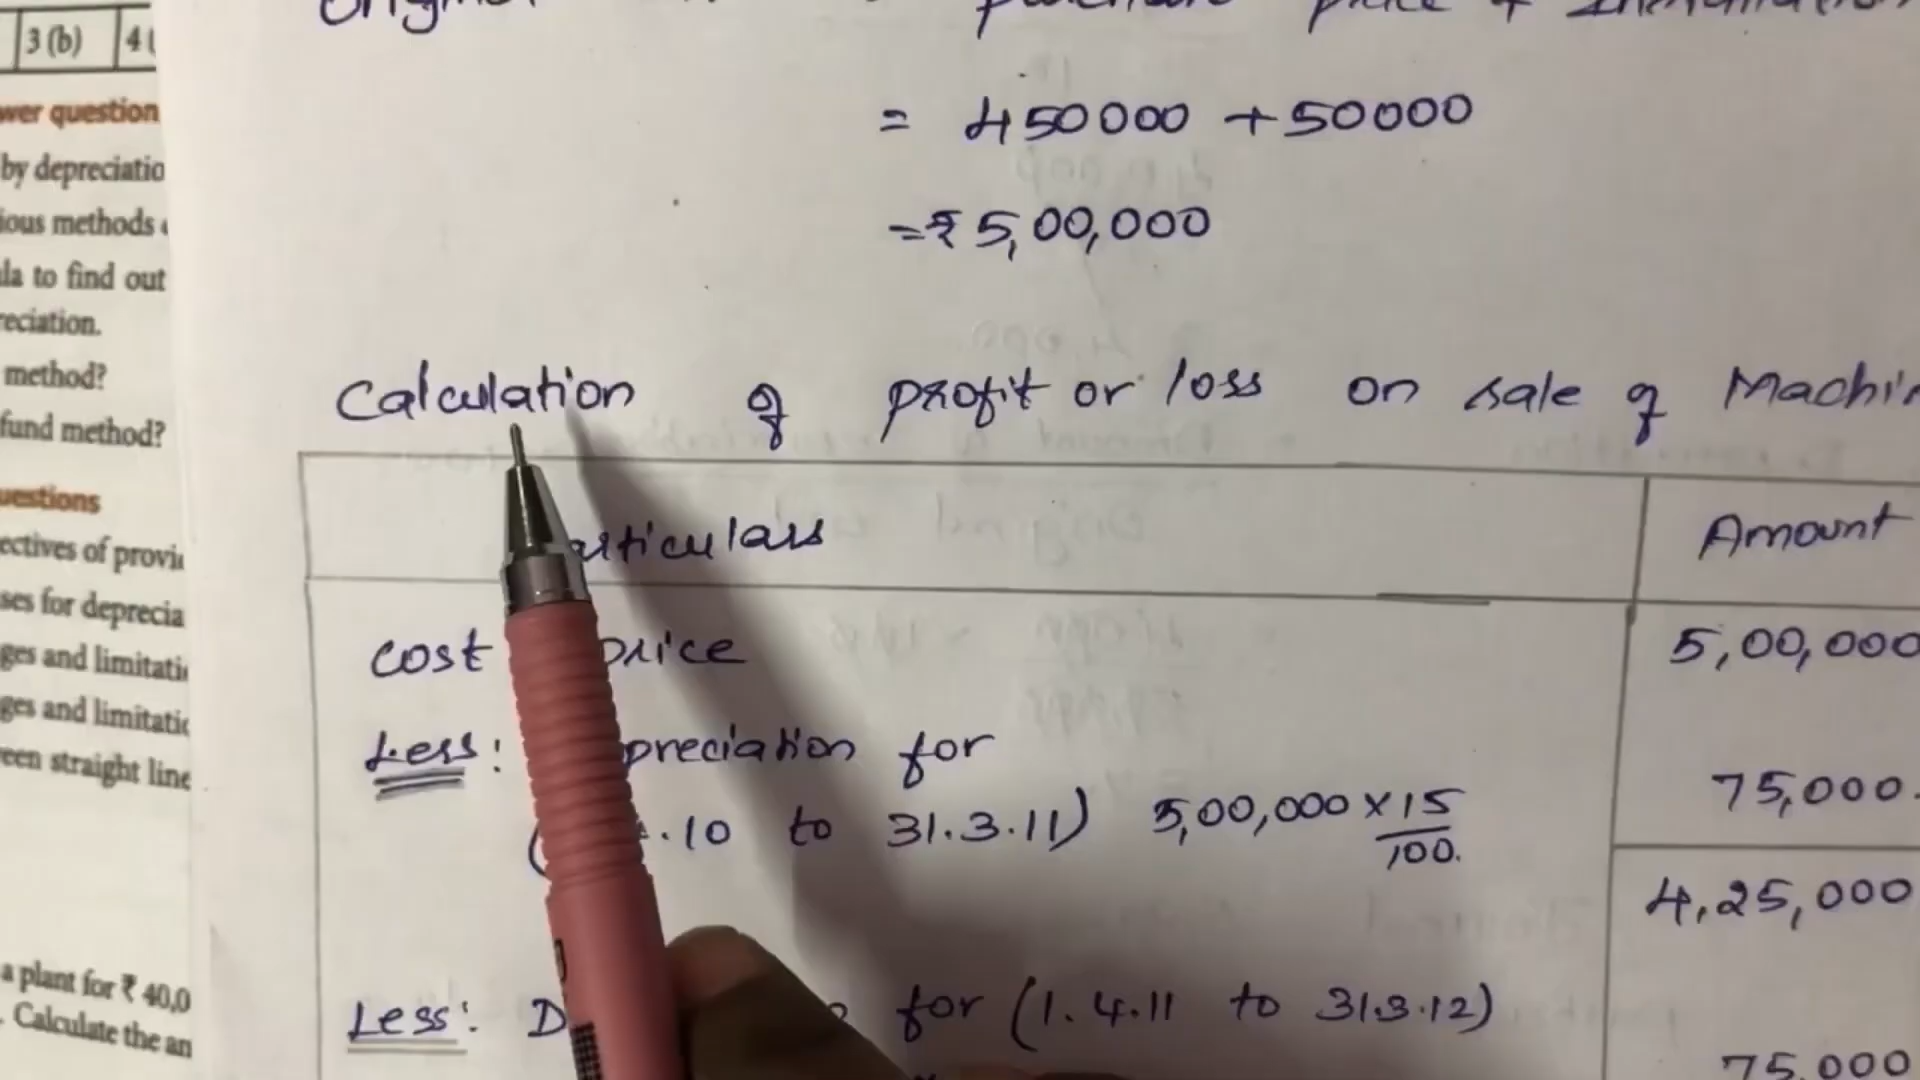 3 (b) 4 (
wer question
by depreciatio
ious methods
la to find out
reciation.
method?
fund method?
uestions
ectives of provi
ses for deprecia
ges and limitati
ges and limitatic
een straight line
a plant for ₹ 40,0
. Calculate the an
= 450000 + 50000
= ₹ 5,00,000
Calculation of profit or loss on sale of Machin
articulars Amount
cost price 5,00,000
Less: preciation for
.10 to 31.3.11) 5,00,000 × 15 75,000
100.
4,25,000
Less: D for (1.4.11 to 31.3.12)
75,000